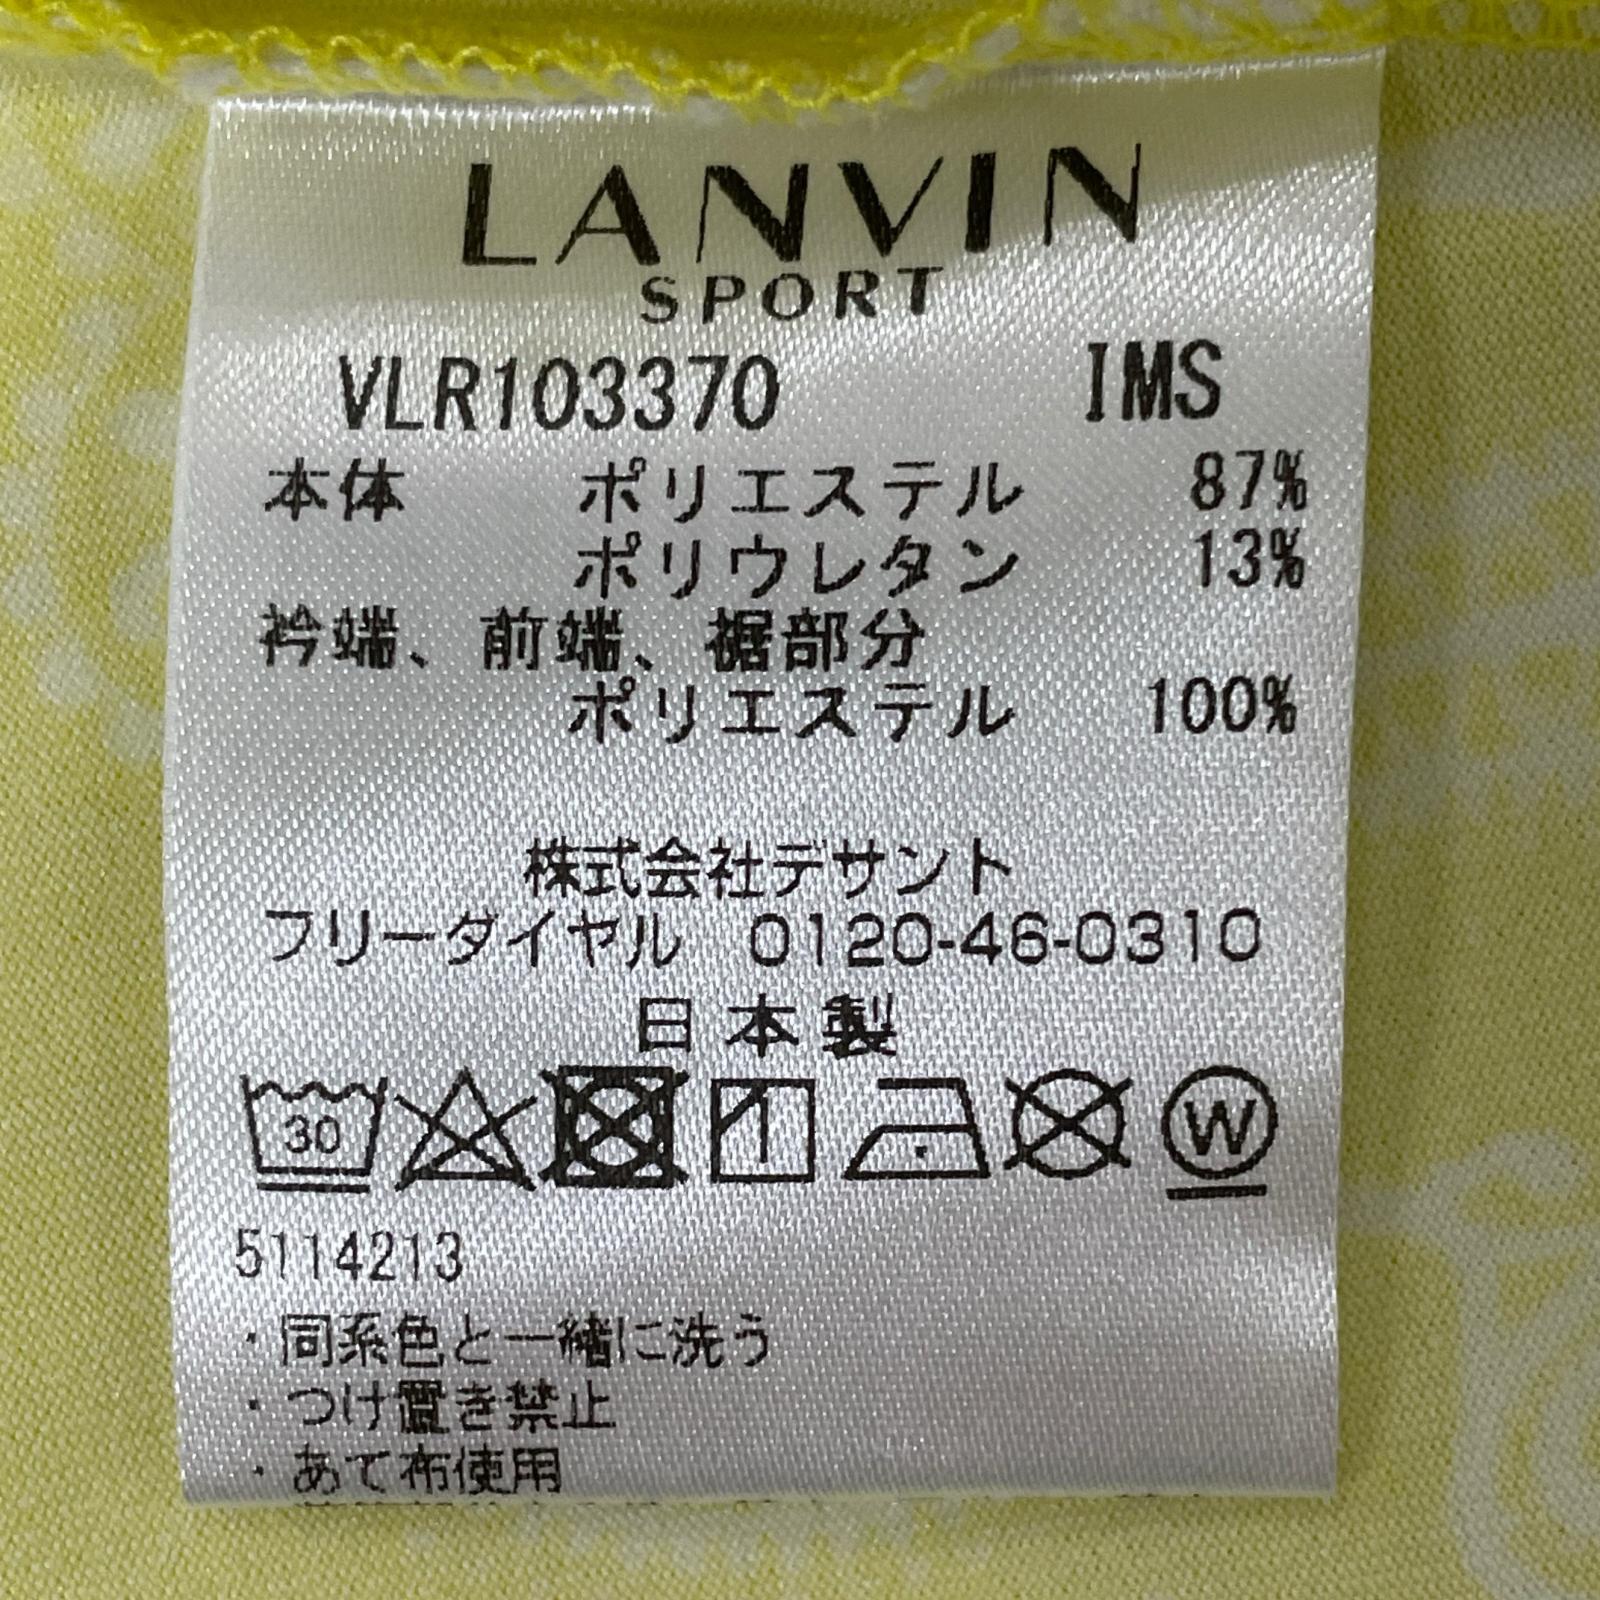 LANVIN
SPORT
VLR103370 IMS
本体 ポリエステル 87%
ポリウレタン 13%
衿端、前端、裾部分
ポリエステル 100%
株式会社デサント
フリーダイヤル 0120-46-0310
日本製
30 W
5114213
・同系色と一緒に洗う
・つけ置き禁止
・あて布使用